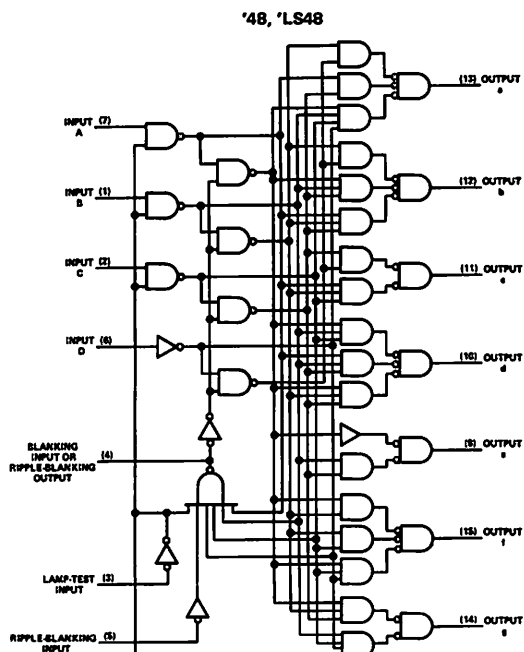 '48, 'LS48
(13) OUTPUT
a
INPUT (7)
A
(12) OUTPUT
b
INPUT (1)
B
INPUT (2)
C
(11) OUTPUT
c
INPUT (6)
D
(10) OUTPUT
d
BLANKING
INPUT OR (4)
RIPPLE-BLANKING
OUTPUT
(9) OUTPUT
e
(15) OUTPUT
f
LAMP-TEST (3)
INPUT
RIPPLE-BLANKING (5)
INPUT
(14) OUTPUT
g